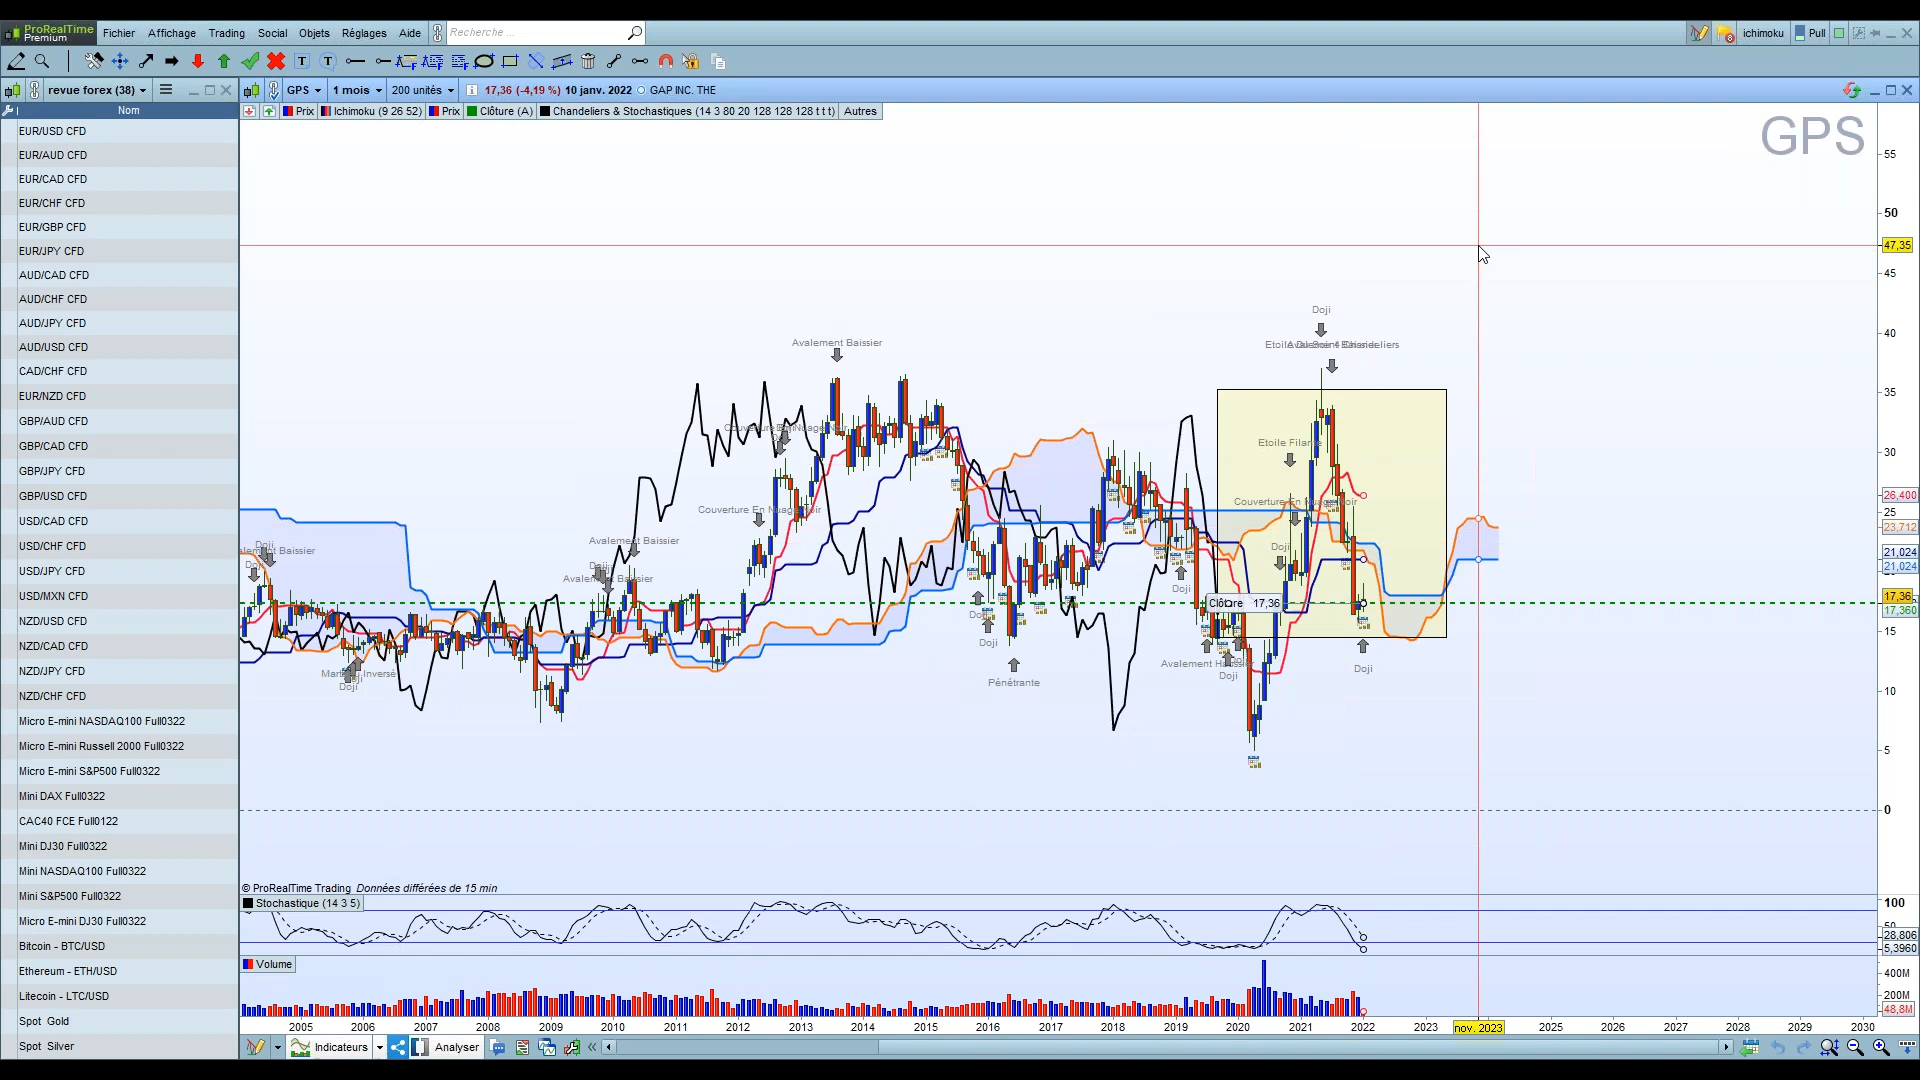 ProRealTime
Premium
Fichier Affichage Trading Social Objets Réglages Aide
Recherche ...
ichimoku Pull
revue forex (38)
GPS 1 mois 200 unités 17,36 (-4,19 %) 10 janv. 2022 GAP INC. THE
Nom
Prix Ichimoku (9 26 52) Prix Clôture (A) Chandeliers & Stochastiques (14 3 80 20 128 128 128 t t t) Autres
EUR/USD CFD
EUR/AUD CFD
EUR/CAD CFD
EUR/CHF CFD
EUR/GBP CFD
EUR/JPY CFD
AUD/CAD CFD
AUD/CHF CFD
AUD/JPY CFD
AUD/USD CFD
CAD/CHF CFD
EUR/NZD CFD
GBP/AUD CFD
GBP/CAD CFD
GBP/JPY CFD
GBP/USD CFD
USD/CAD CFD
USD/CHF CFD
USD/JPY CFD
USD/MXN CFD
NZD/USD CFD
NZD/CAD CFD
NZD/JPY CFD
NZD/CHF CFD
Micro E-mini NASDAQ100 Full0322
Micro E-mini Russell 2000 Full0322
Micro E-mini S&P500 Full0322
Mini DAX Full0322
CAC40 FCE Full0122
Mini DJ30 Full0322
Mini NASDAQ100 Full0322
Mini S&P500 Full0322
Micro E-mini DJ30 Full0322
Bitcoin - BTC/USD
Ethereum - ETH/USD
Litecoin - LTC/USD
Spot Gold
Spot Silver
GPS
55
50
47,35
45
40
35
30
26,400
25
23,712
21,024
21,024
17,36
17,360
15
10
5
0
Doji
Avalement Baissier
Etoile Filante
Couverture En Nuage Noir
Couverture En Nuage Noir
Avalement Baissier
Doji
Doji
Doji
Avalement Baissier
Clôture 17,36
Doji
Doji
Doji
Doji
Pénétrante
Doji
Doji
© ProRealTime Trading Données différées de 15 min
Stochastique (14 3 5)
100
28,806
5,3960
Volume
400M
200M
48,8M
2005 2006 2007 2008 2009 2010 2011 2012 2013 2014 2015 2016 2017 2018 2019 2020 2021 2022 2023 nov. 2023 2025 2026 2027 2028 2029 2030
Indicateurs Analyser